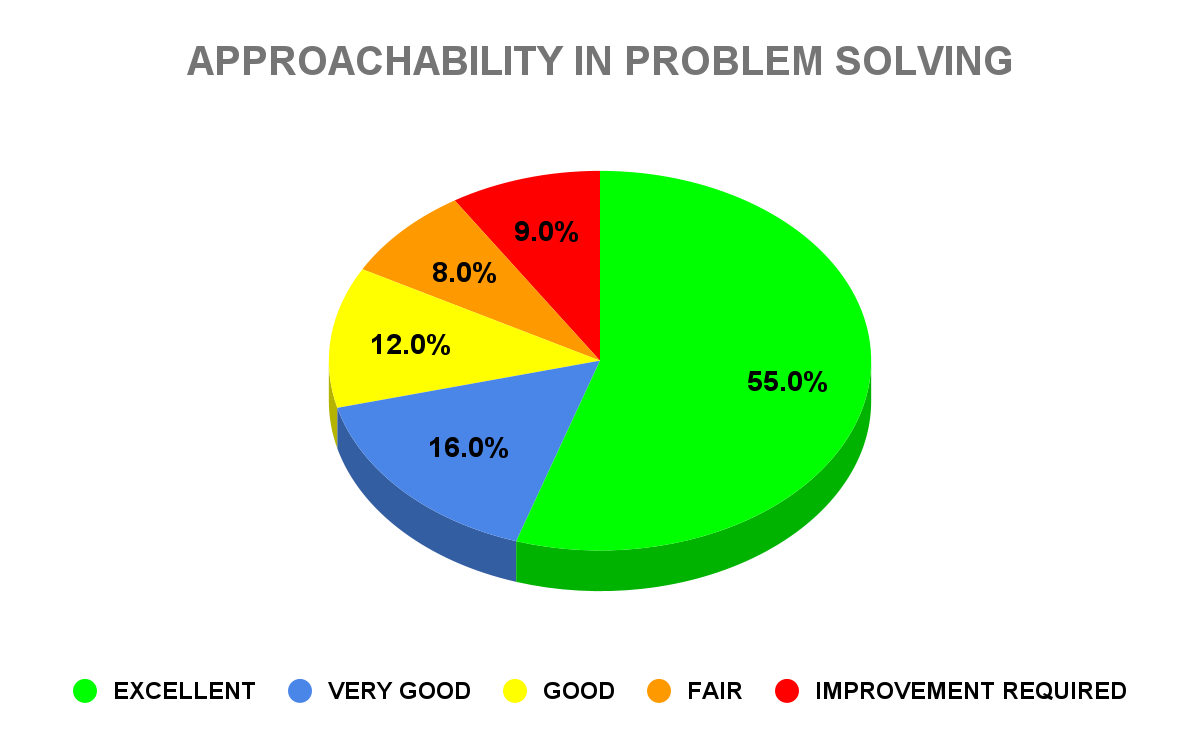 APPROACHABILITY IN PROBLEM SOLVING
9.0%
8.0%
12.0%
55.0%
16.0%
EXCELLENT VERY GOOD GOOD FAIR IMPROVEMENT REQUIRED